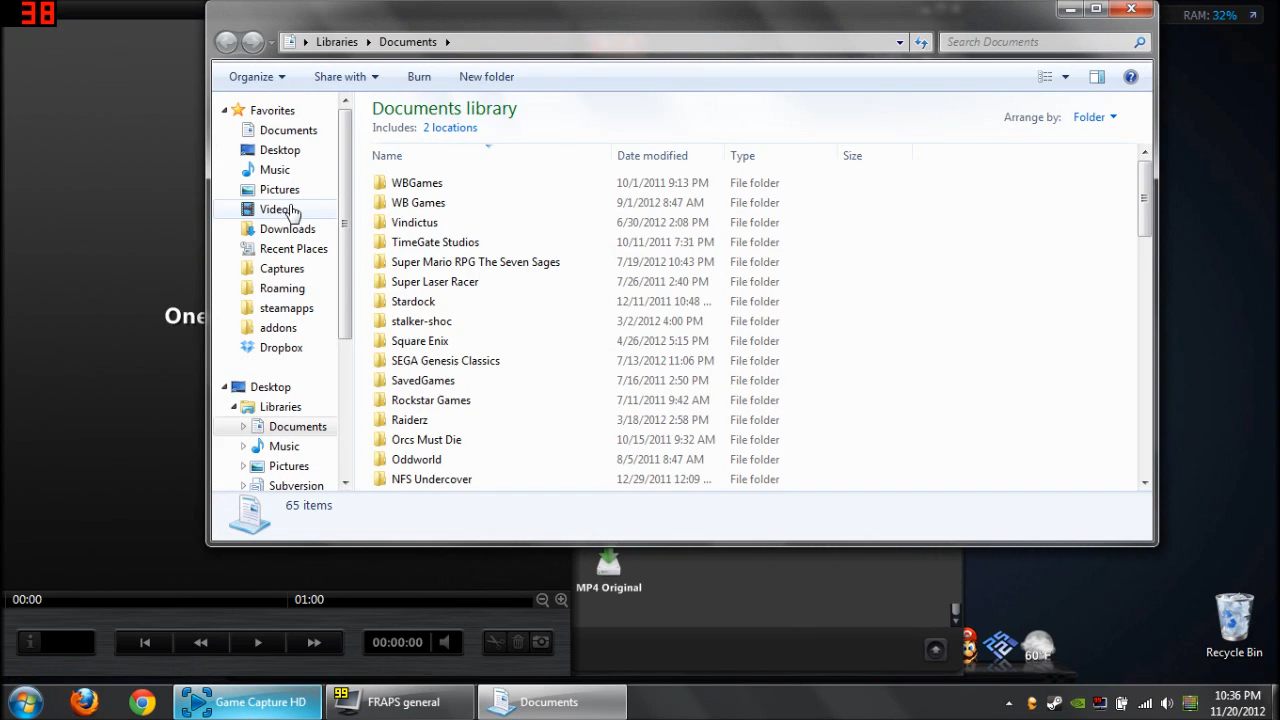 38
RAM: 32%
Libraries Documents
Search Documents
Organize Share with Burn New folder
Favorites
Documents
Desktop
Music
Pictures
Videos
Downloads
Recent Places
Captures
Roaming
steamapps
addons
Dropbox
Desktop
Libraries
Documents
Music
Pictures
Subversion
Documents library
Includes: 2 locations
Arrange by: Folder
Name Date modified Type Size
WBGames 10/1/2011 9:13 PM File folder
WB Games 9/1/2012 8:47 AM File folder
Vindictus 6/30/2012 2:08 PM File folder
TimeGate Studios 10/11/2011 7:31 PM File folder
Super Mario RPG The Seven Sages 7/19/2012 10:43 PM File folder
Super Laser Racer 7/26/2011 2:40 PM File folder
Stardock 12/11/2011 10:48 ... File folder
stalker-shoc 3/2/2012 4:00 PM File folder
Square Enix 4/26/2012 5:15 PM File folder
SEGA Genesis Classics 7/13/2012 11:06 PM File folder
SavedGames 7/16/2011 2:50 PM File folder
Rockstar Games 7/11/2011 9:42 AM File folder
Raiderz 3/18/2012 2:58 PM File folder
Orcs Must Die 10/15/2011 9:32 AM File folder
Oddworld 8/5/2011 8:47 AM File folder
NFS Undercover 12/29/2011 12:09 ... File folder
65 items
One
MP4 Original
00:00 01:00
00:00:00
60°F
Recycle Bin
Game Capture HD
99 FRAPS general
Documents
10:36 PM
11/20/2012